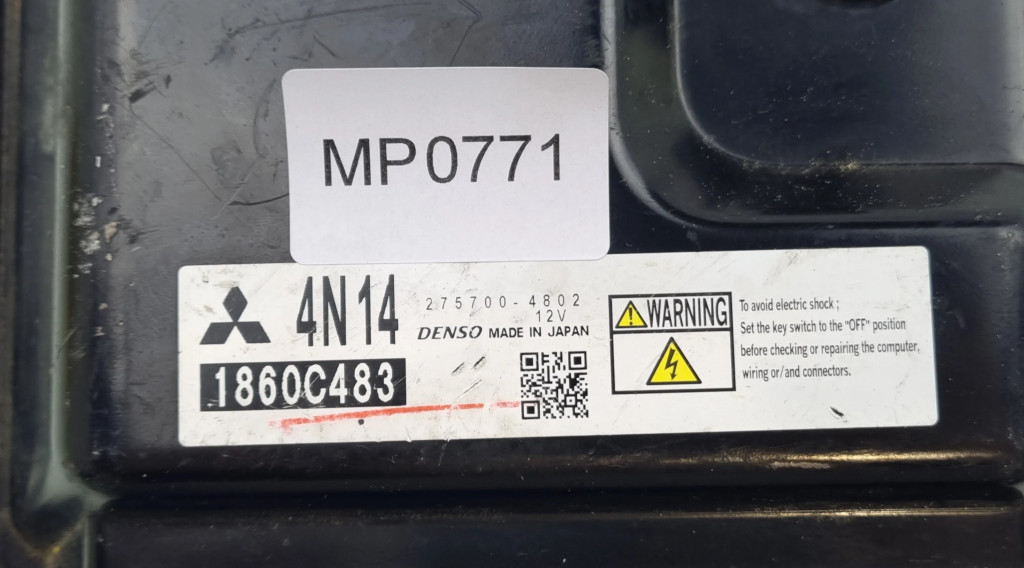 MP0771
4N14
275700-4802
12V
DENSO MADE IN JAPAN
1860C483
WARNING
To avoid electric shock ;
Set the key switch to the "OFF" position
before checking or repairing the computer,
wiring or/and connectors.